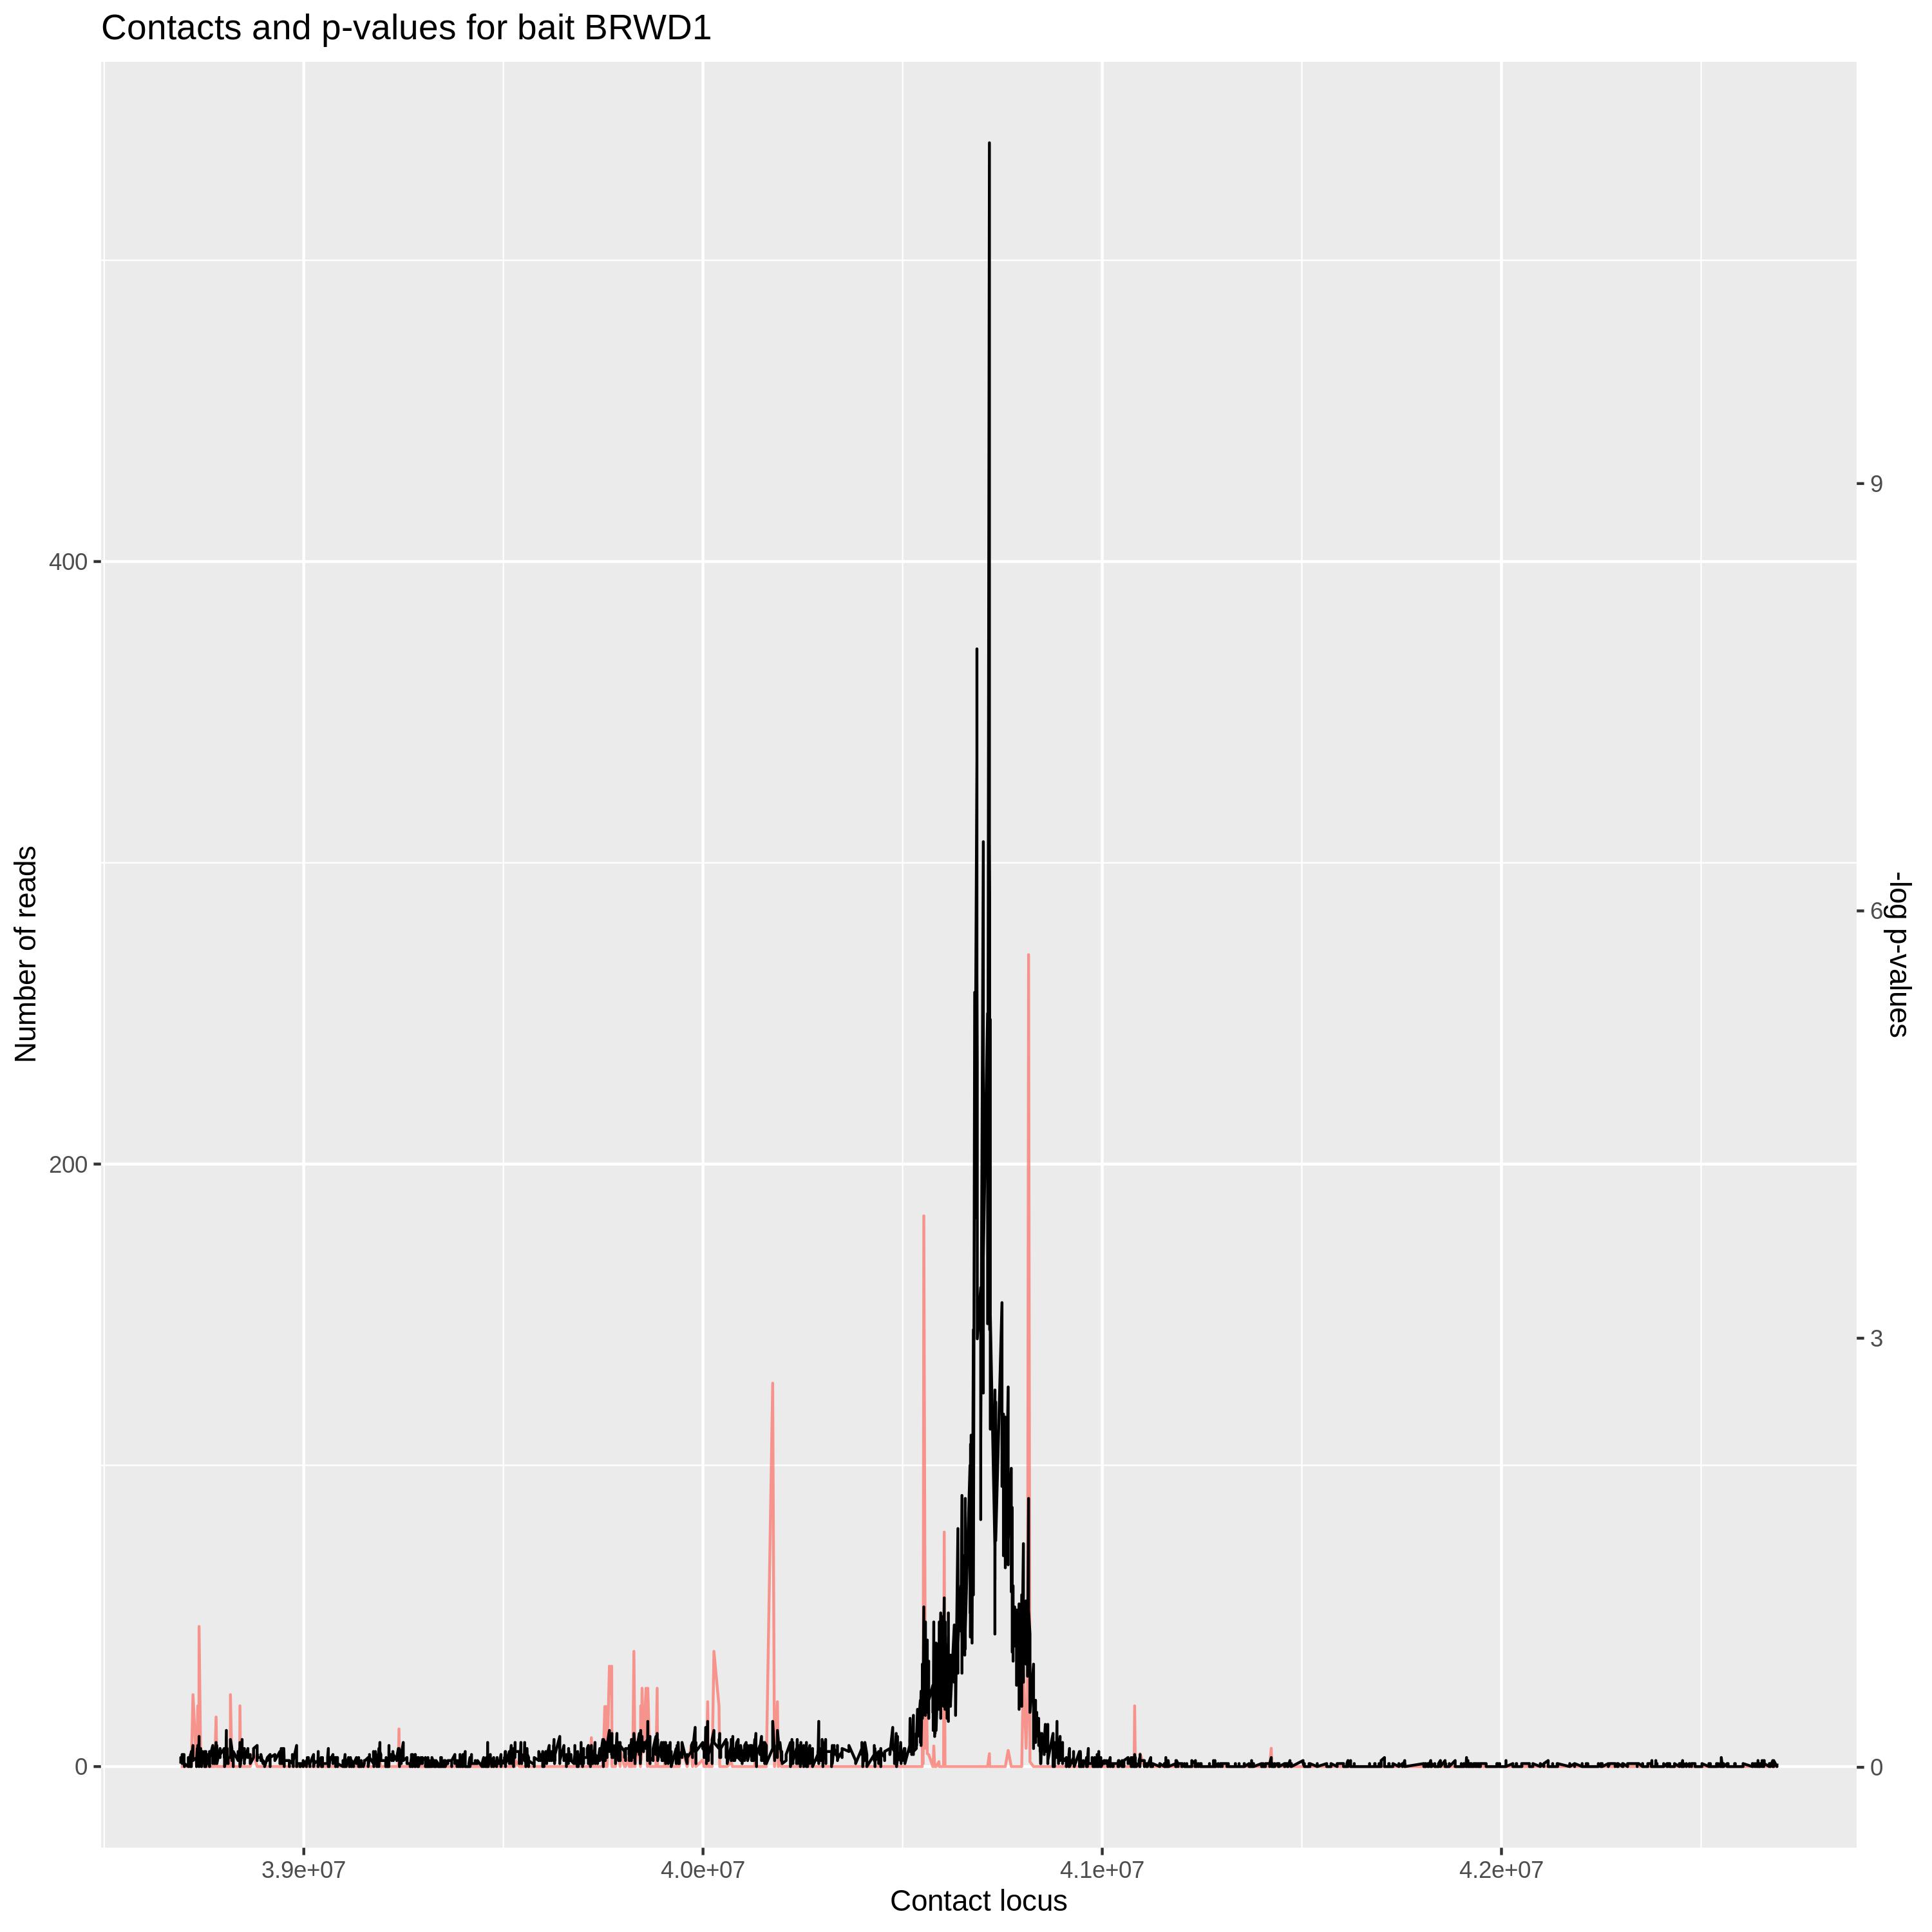 Contacts and p-values for bait BRWD1
Number of reads
400
200
0
9
6
3
0
-log p-values
3.9e+07
4.0e+07
4.1e+07
4.2e+07
Contact locus